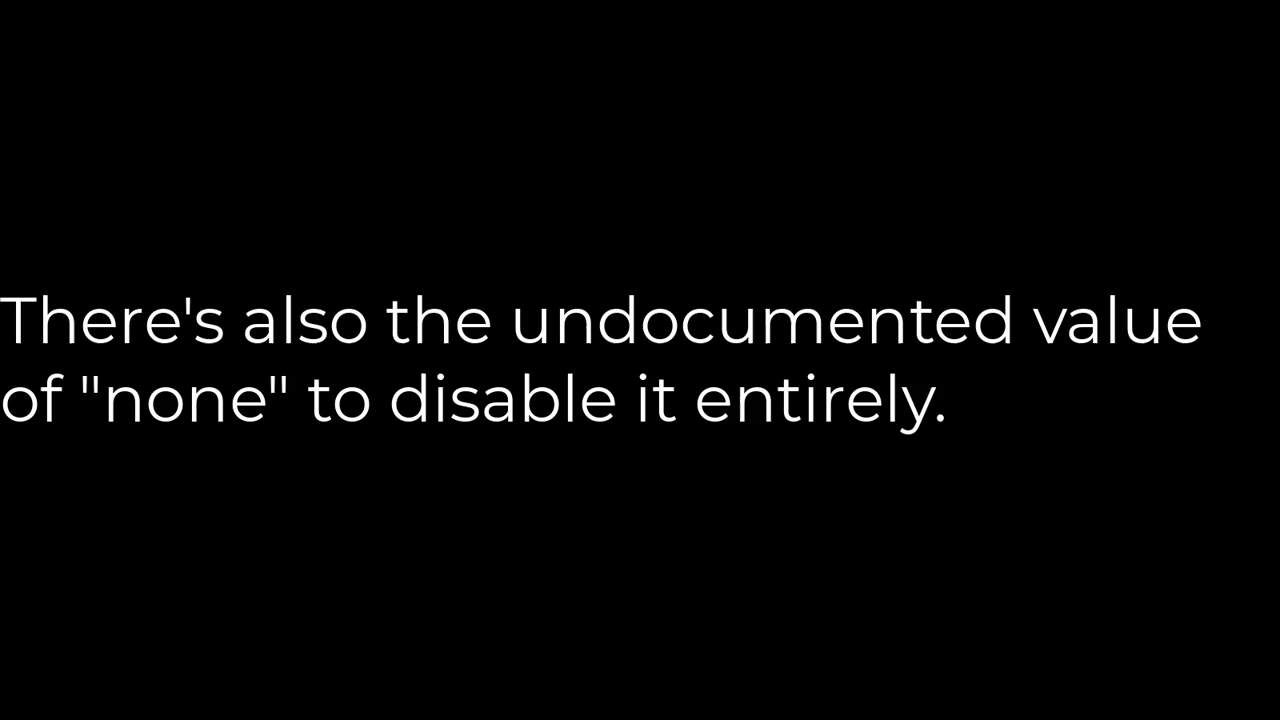 There's also the undocumented value
of "none" to disable it entirely.